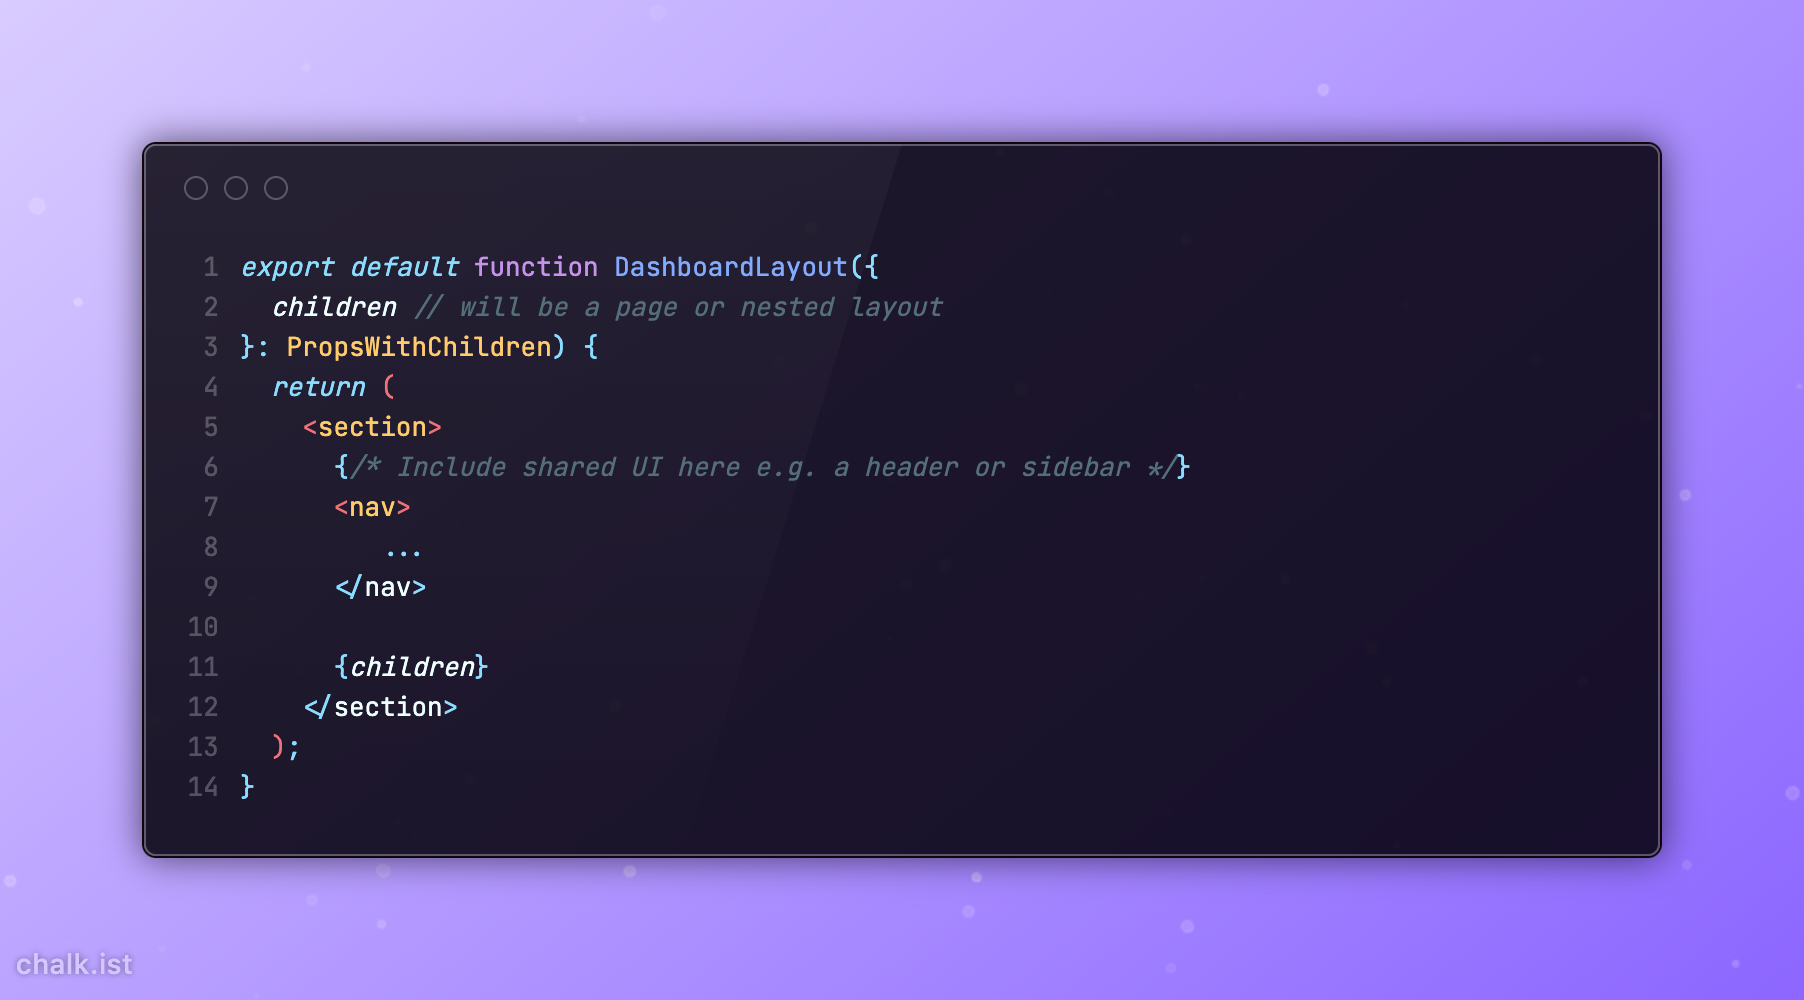 1 export default function DashboardLayout({
2   children // will be a page or nested layout
3 }: PropsWithChildren) {
4   return (
5     <section>
6       {/* Include shared UI here e.g. a header or sidebar */}
7       <nav>
8          ...
9       </nav>
10
11       {children}
12     </section>
13   );
14 }
chalk.ist